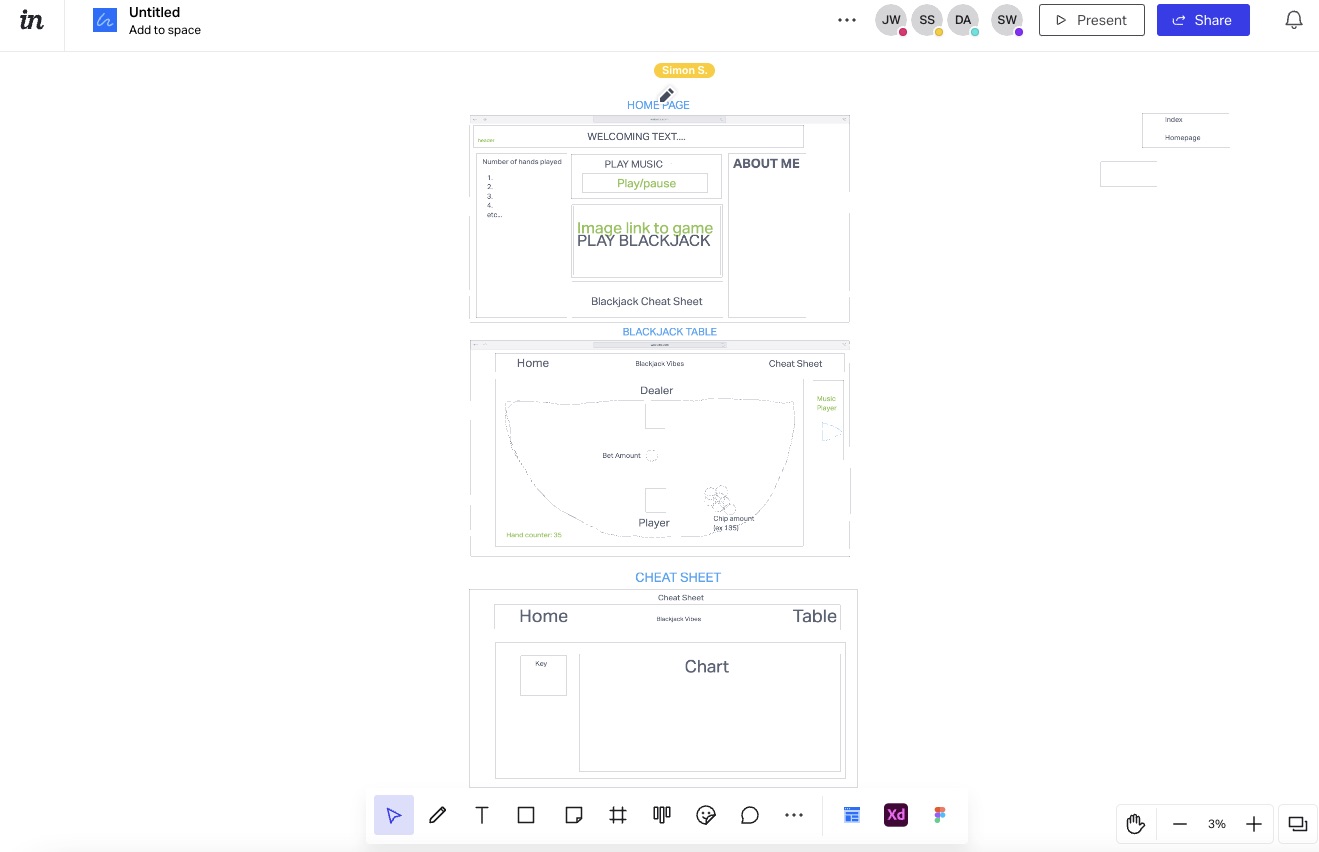 in
Untitled
Add to space
JW
SS
DA
SW
Present
Share
Simon S.
HOME PAGE
WELCOMING TEXT....
header
Number of hands played
1.
2.
3.
4.
etc...
PLAY MUSIC
Play/pause
ABOUT ME
Image link to game
PLAY BLACKJACK
Blackjack Cheat Sheet
Index
Homepage
BLACKJACK TABLE
Home
Blackjack Vibes
Cheat Sheet
Dealer
Music
Player
Bet Amount
Player
Chip amount
(ex 135)
Hand counter: 35
CHEAT SHEET
Cheat Sheet
Home
Blackjack Vibes
Table
Key
Chart
T
Xd
3%